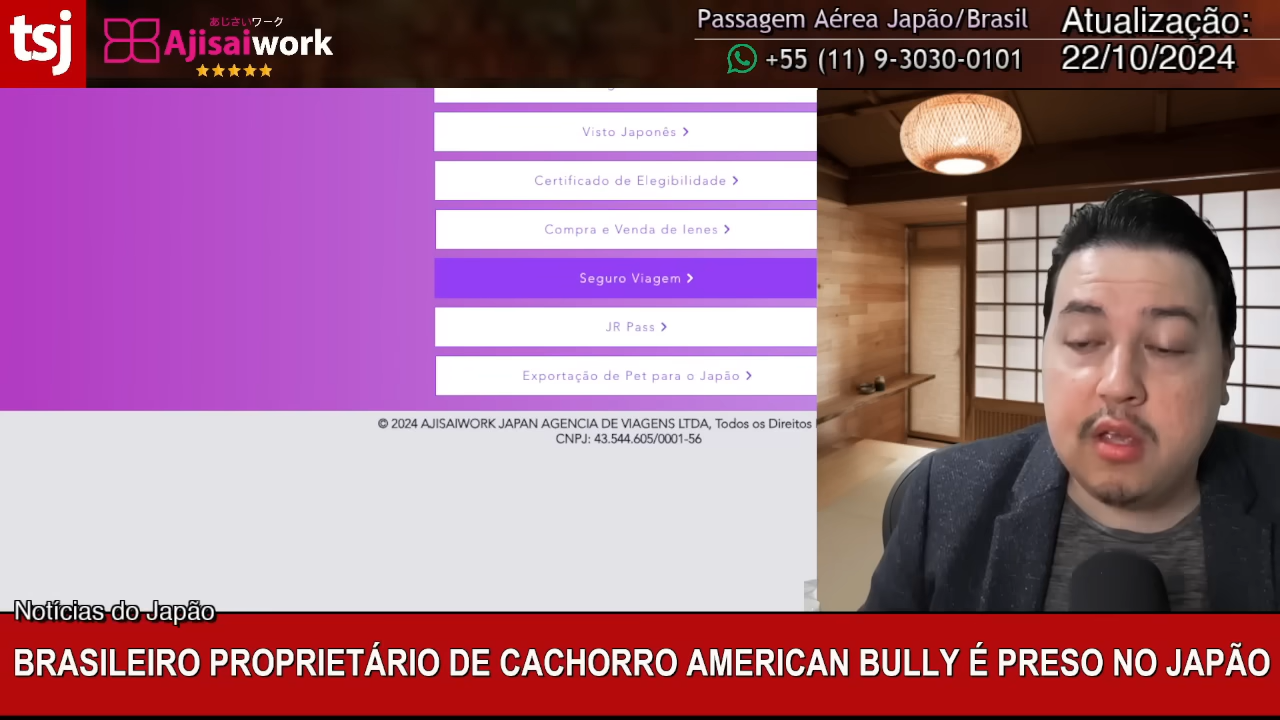 tsj
あじさいワーク
Ajisaiwork
Passagem Aérea Japão/Brasil
+55 (11) 9-3030-0101
Atualização:
22/10/2024
Visto Japonês
Certificado de Elegibilidade
Compra e Venda de Ienes
Seguro Viagem
JR Pass
Exportação de Pet para o Japão
© 2024 AJISAIWORK JAPAN AGENCIA DE VIAGENS LTDA, Todos os Direitos
CNPJ: 43.544.605/0001-56
Notícias do Japão
BRASILEIRO PROPRIETÁRIO DE CACHORRO AMERICAN BULLY É PRESO NO JAPÃO